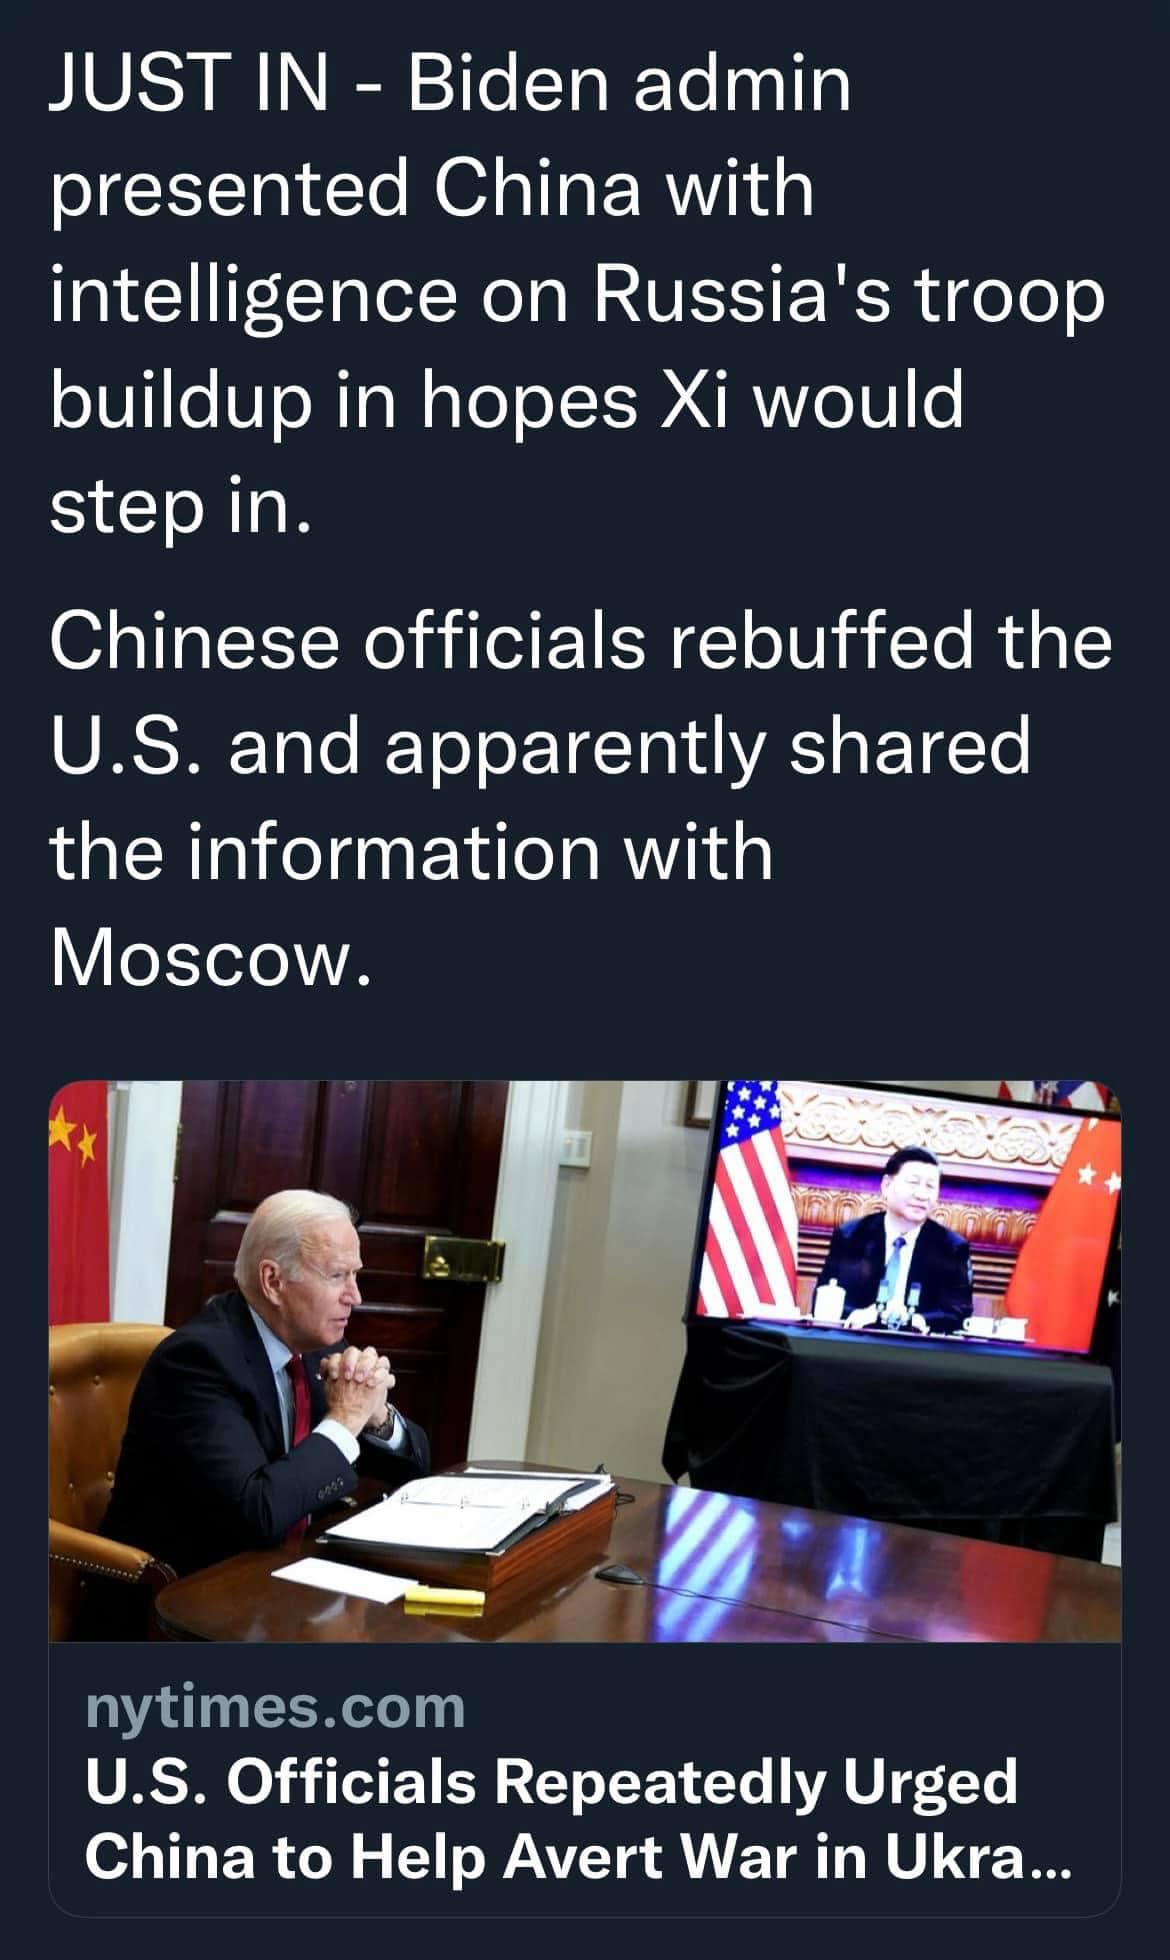 JUST IN - Biden admin
presented China with
intelligence on Russia's troop
buildup in hopes Xi would
step in.
Chinese officials rebuffed the
U.S. and apparently shared
the information with
Moscow.
nytimes.com
U.S. Officials Repeatedly Urged
China to Help Avert War in Ukra...